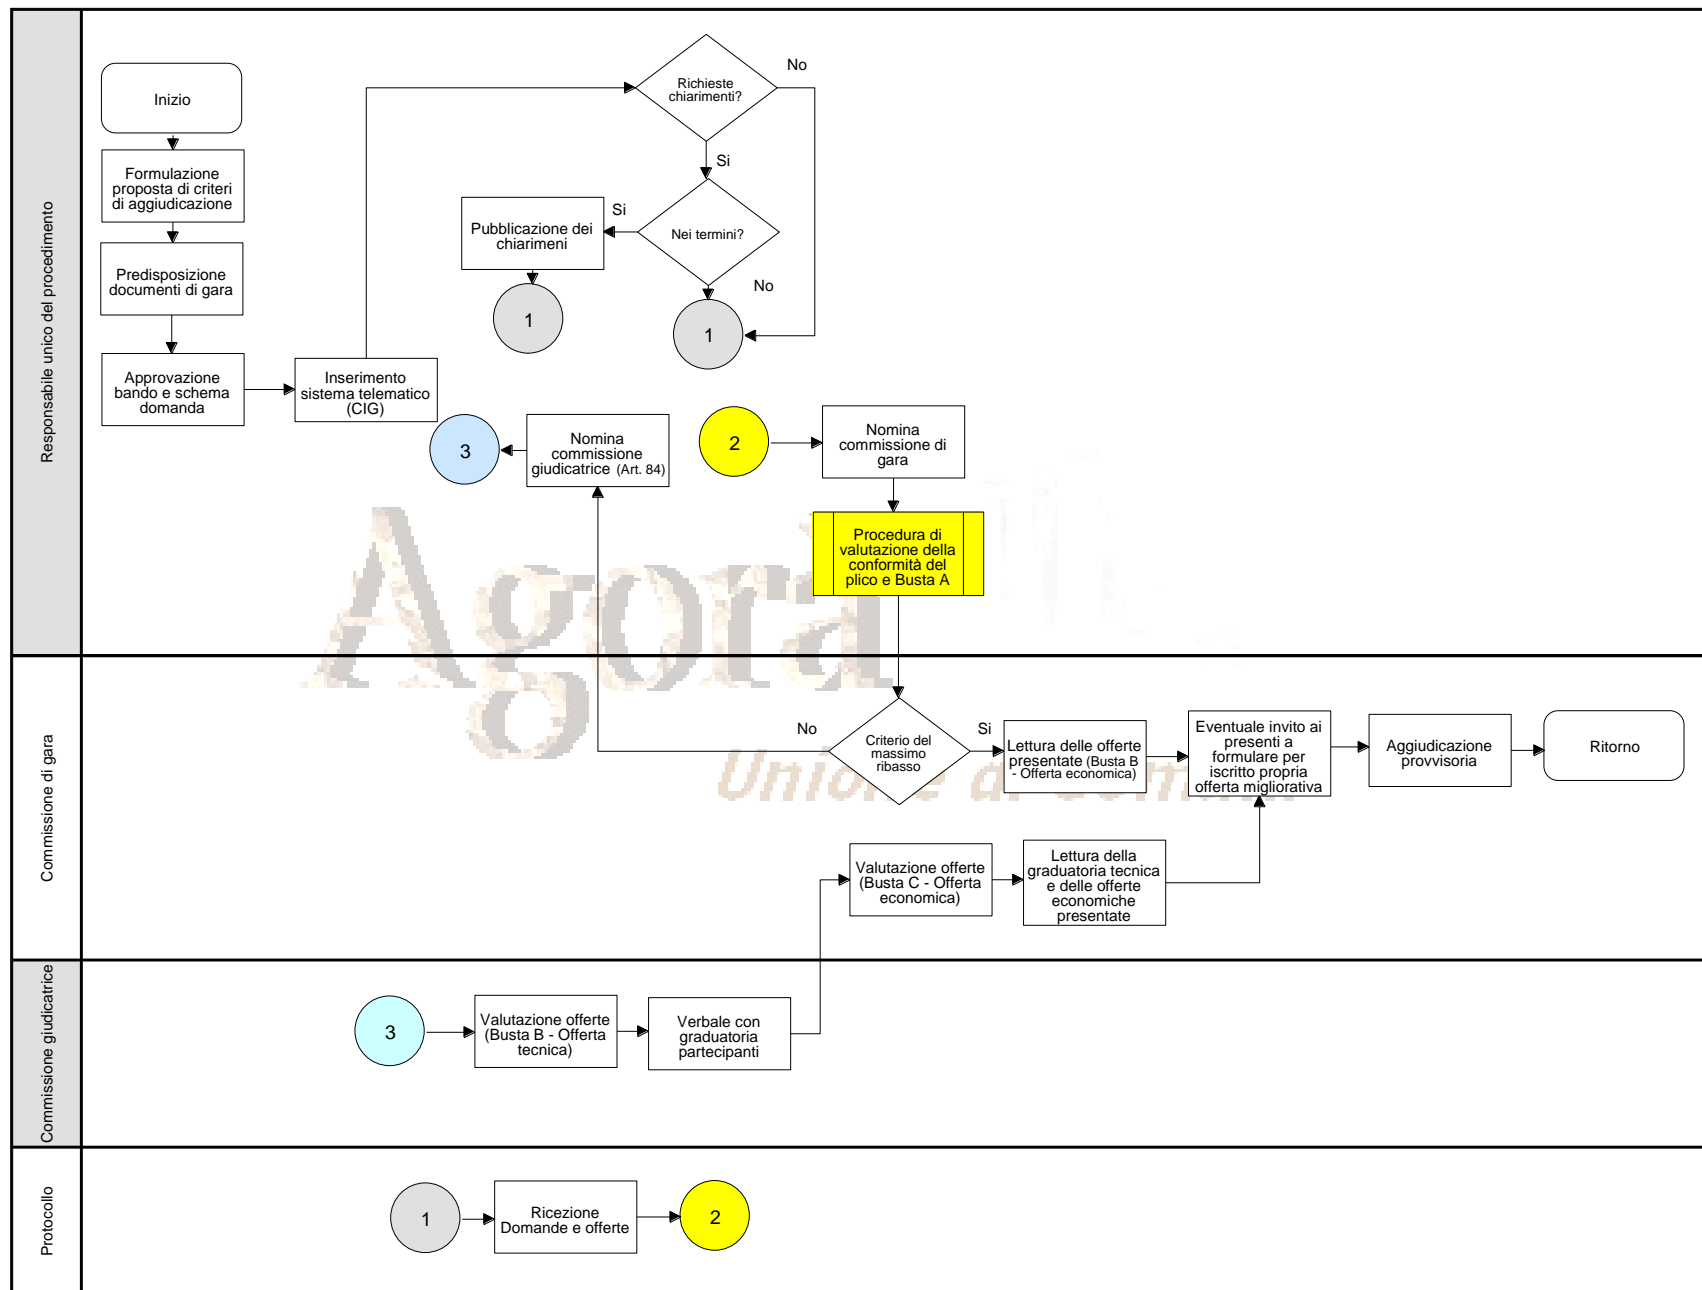 Responsabile unico del procedimento
Inizio
Formulazione
proposta di criteri
di aggiudicazione
Predisposizione
documenti di gara
Approvazione
bando e schema
domanda
Inserimento
sistema telematico
(CIG)
Richieste
chiarimenti?
No
Si
Nei termini?
Si
No
Pubblicazione dei
chiarimeni
1
1
3
Nomina
commissione
giudicatrice (Art. 84)
2
Nomina
commissione di
gara
Procedura di
valutazione della
conformità del
plico e Busta A
Agorà
Commissione di gara
No
Criterio del
massimo
ribasso
Si
Lettura delle offerte
presentate (Busta B
- Offerta economica)
Eventuale invito ai
presenti a
formulare per
iscritto propria
offerta migliorativa
Aggiudicazione
provvisoria
Ritorno
Unione di Comuni
Valutazione offerte
(Busta C - Offerta
economica)
Lettura della
graduatoria tecnica
e delle offerte
economiche
presentate
Commissione giudicatrice
3
Valutazione offerte
(Busta B - Offerta
tecnica)
Verbale con
graduatoria
partecipanti
Protocollo
1
Ricezione
Domande e offerte
2